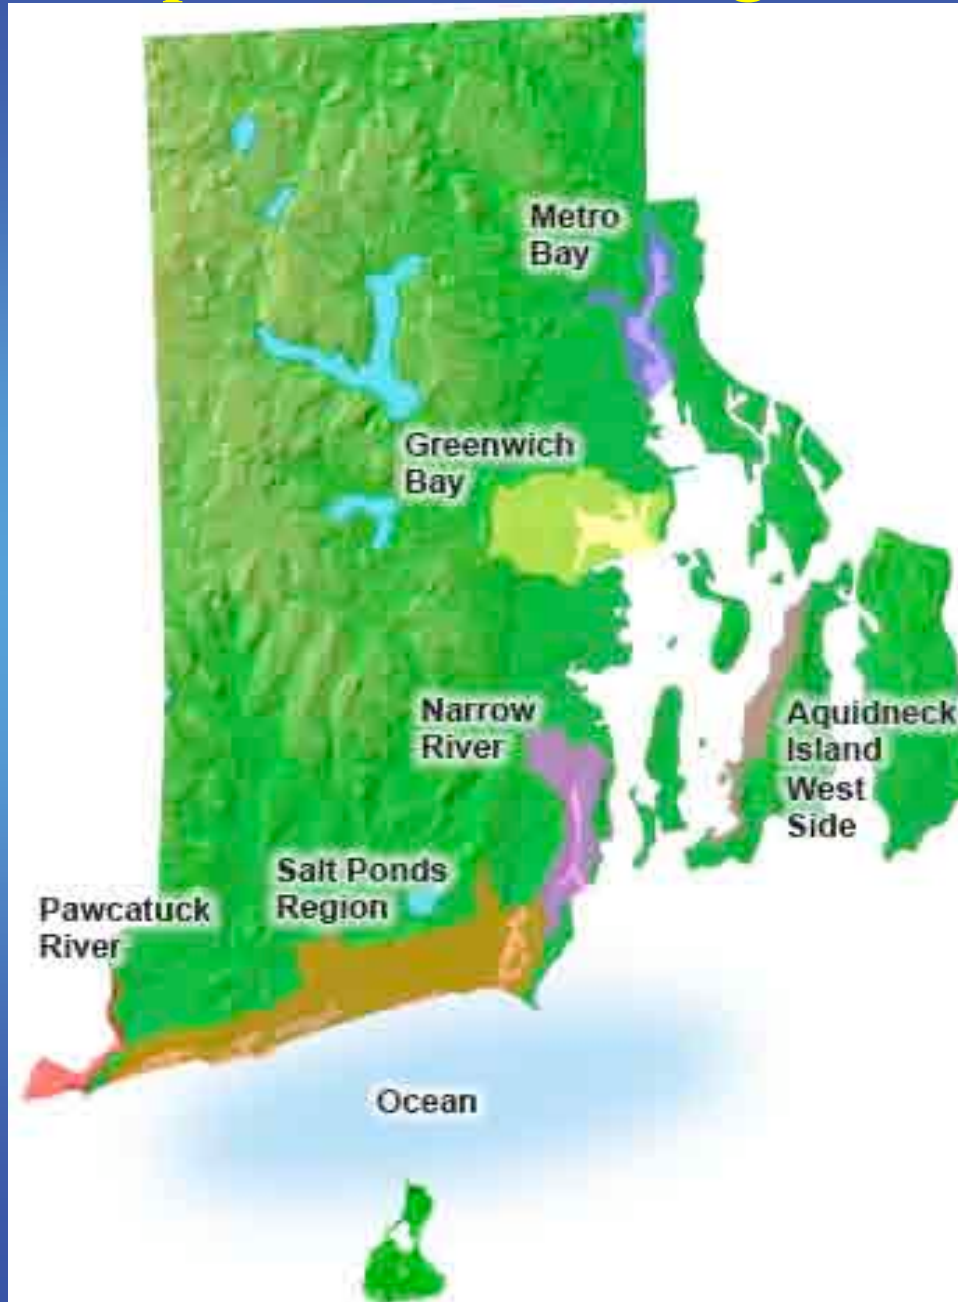 Metro
Bay
Greenwich
Bay
Narrow
River
Aquidneck
Island
West
Side
Salt Ponds
Region
Pawcatuck
River
Ocean